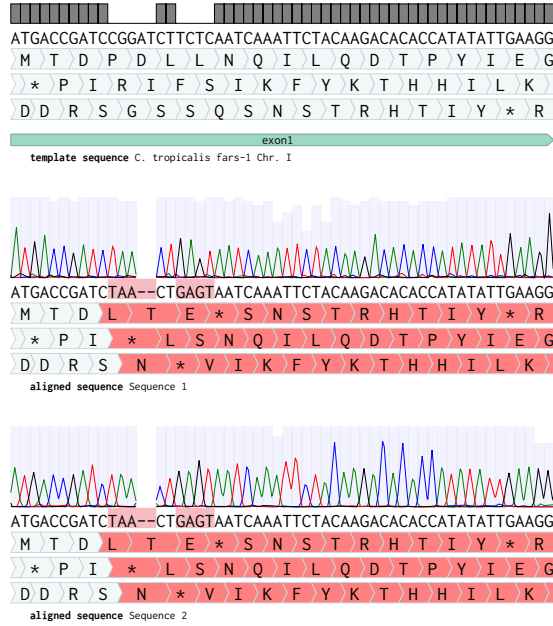 ATGACCGATCCGGATCTTCTCAATCAAATTCTACAAGACACACCATATATTGAAGG
M T D P D L L N Q I L Q D T P Y I E G
* P I R I F S I K F Y K T H H I L K
D D R S G S S Q S N S T R H T I Y * R
exon1
template sequence C. tropicalis fars-1 Chr. I
ATGACCGATCTAA--CTGAGTAATCAAATTCTACAAGACACACCATATATTGAAGG
M T D L T E * S N S T R H T I Y * R
* P I * L S N Q I L Q D T P Y I E G
D D R S N * V I K F Y K T H H I L K
aligned sequence Sequence 1
ATGACCGATCTAA--CTGAGTAATCAAATTCTACAAGACACACCATATATTGAAGG
M T D L T E * S N S T R H T I Y * R
* P I * L S N Q I L Q D T P Y I E G
D D R S N * V I K F Y K T H H I L K
aligned sequence Sequence 2